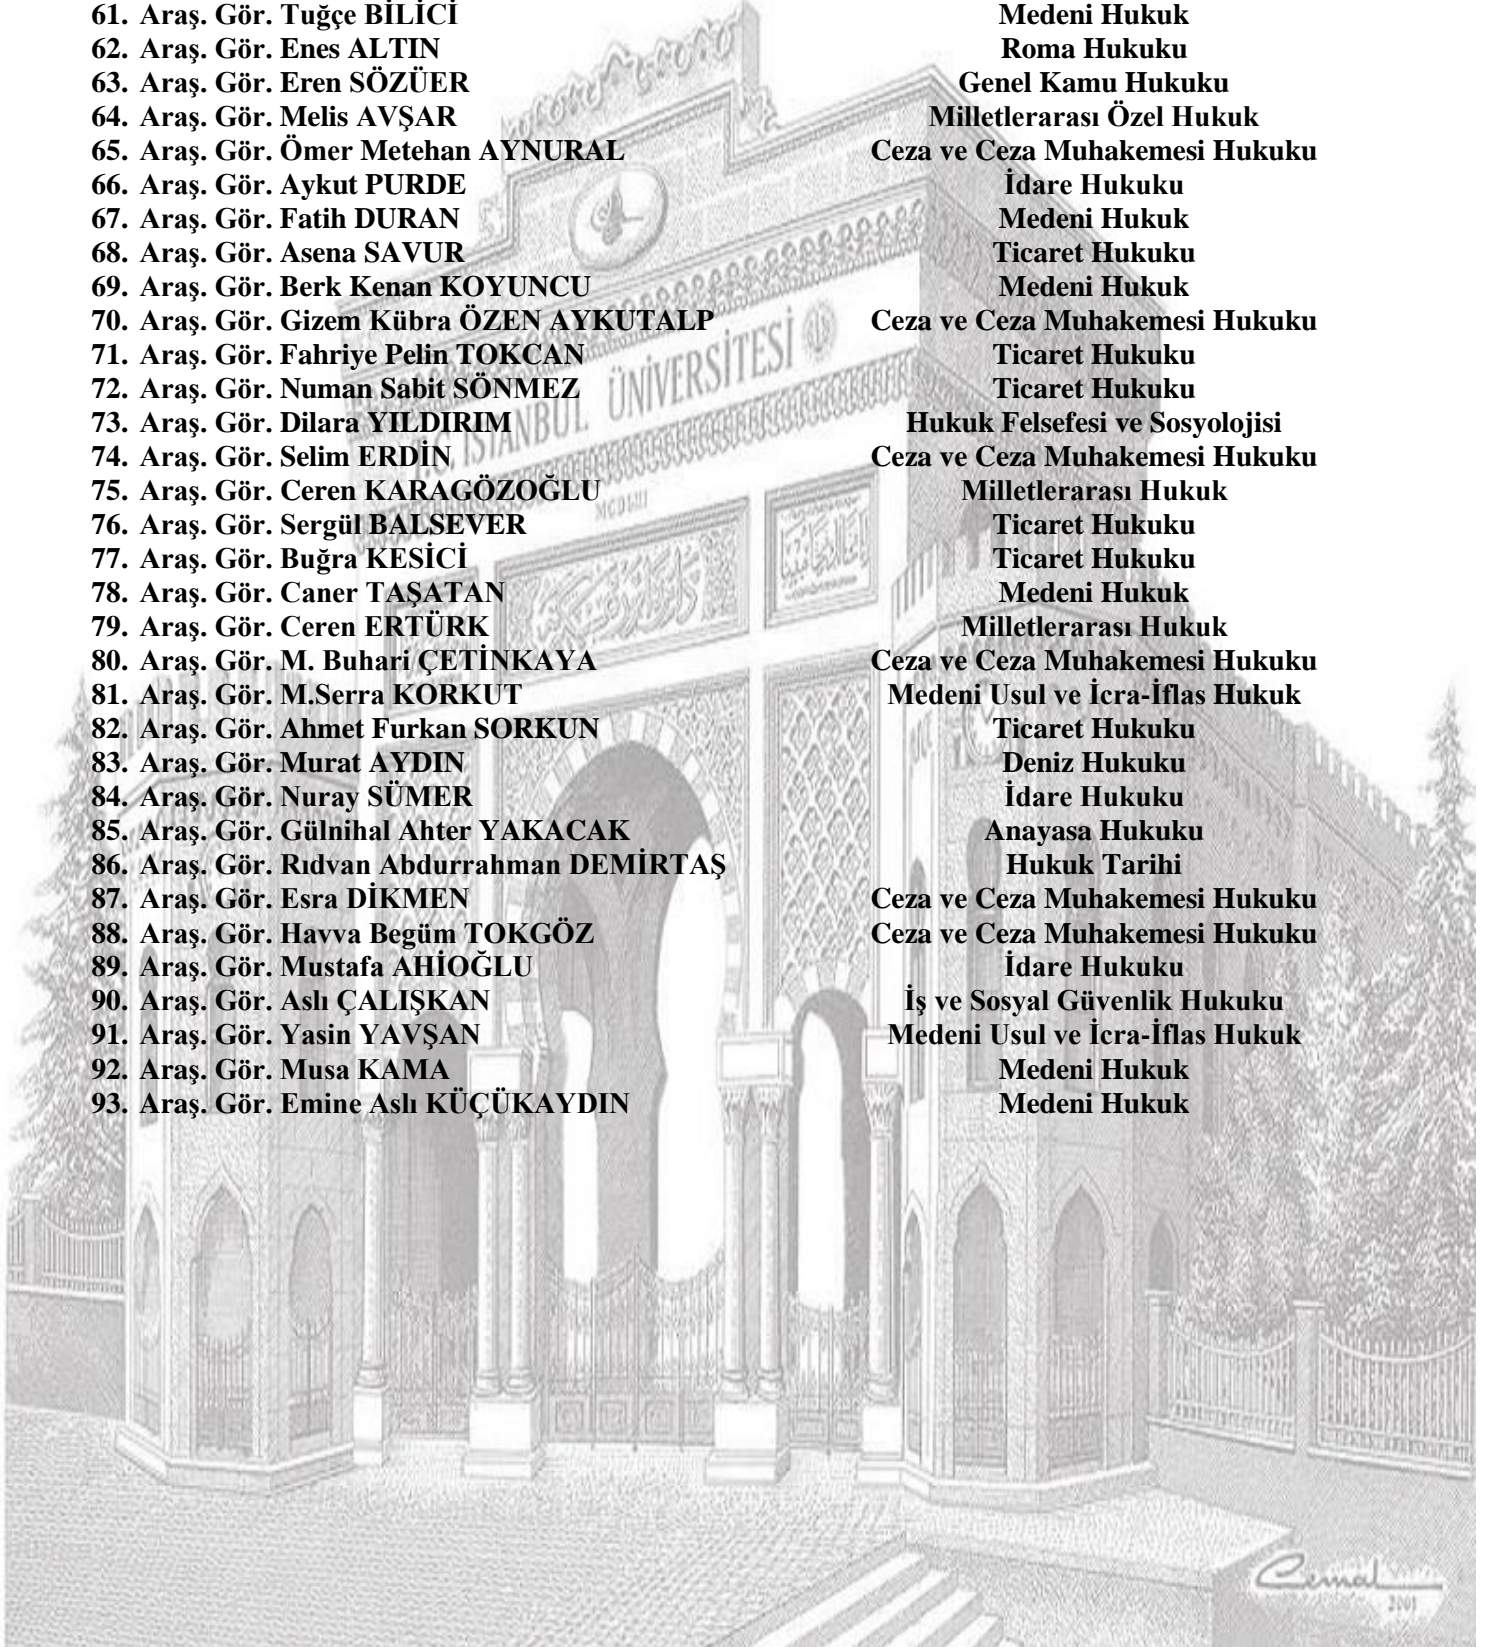 61. Araş. Gör. Tuğçe BİLİCİ Medeni Hukuk
62. Araş. Gör. Enes ALTIN Roma Hukuku
63. Araş. Gör. Eren SÖZÜER Genel Kamu Hukuku
64. Araş. Gör. Melis AVŞAR Milletlerarası Özel Hukuk
65. Araş. Gör. Ömer Metehan AYNURAL Ceza ve Ceza Muhakemesi Hukuku
66. Araş. Gör. Aykut PURDE İdare Hukuku
67. Araş. Gör. Fatih DURAN Medeni Hukuk
68. Araş. Gör. Asena SAVUR Ticaret Hukuku
69. Araş. Gör. Berk Kenan KOYUNCU Medeni Hukuk
70. Araş. Gör. Gizem Kübra ÖZEN AYKUTALP Ceza ve Ceza Muhakemesi Hukuku
71. Araş. Gör. Fahriye Pelin TOKCAN Ticaret Hukuku
72. Araş. Gör. Numan Sabit SÖNMEZ Ticaret Hukuku
73. Araş. Gör. Dilara YILDIRIM Hukuk Felsefesi ve Sosyolojisi
74. Araş. Gör. Selim ERDİN Ceza ve Ceza Muhakemesi Hukuku
75. Araş. Gör. Ceren KARAGÖZOĞLU Milletlerarası Hukuk
76. Araş. Gör. Sergül BALSEVER Ticaret Hukuku
77. Araş. Gör. Buğra KESİCİ Ticaret Hukuku
78. Araş. Gör. Caner TAŞATAN Medeni Hukuk
79. Araş. Gör. Ceren ERTÜRK Milletlerarası Hukuk
80. Araş. Gör. M. Buhari ÇETİNKAYA Ceza ve Ceza Muhakemesi Hukuku
81. Araş. Gör. M.Serra KORKUT Medeni Usul ve İcra-İflas Hukuk
82. Araş. Gör. Ahmet Furkan SORKUN Ticaret Hukuku
83. Araş. Gör. Murat AYDIN Deniz Hukuku
84. Araş. Gör. Nuray SÜMER İdare Hukuku
85. Araş. Gör. Gülnihal Ahter YAKACAK Anayasa Hukuku
86. Araş. Gör. Rıdvan Abdurrahman DEMİRTAŞ Hukuk Tarihi
87. Araş. Gör. Esra DİKMEN Ceza ve Ceza Muhakemesi Hukuku
88. Araş. Gör. Havva Begüm TOKGÖZ Ceza ve Ceza Muhakemesi Hukuku
89. Araş. Gör. Mustafa AHİOĞLU İdare Hukuku
90. Araş. Gör. Aslı ÇALIŞKAN İş ve Sosyal Güvenlik Hukuku
91. Araş. Gör. Yasin YAVŞAN Medeni Usul ve İcra-İflas Hukuk
92. Araş. Gör. Musa KAMA Medeni Hukuk
93. Araş. Gör. Emine Aslı KÜÇÜKAYDIN Medeni Hukuk
T.C. İSTANBUL ÜNİVERSİTESİ
MCDLIII
Cemal
2001